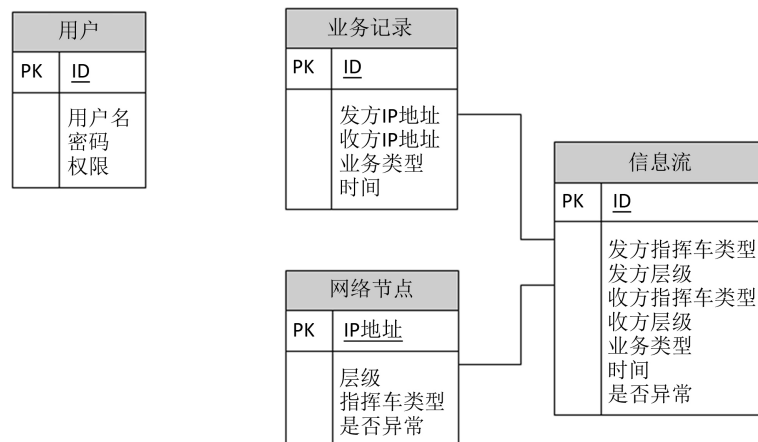 用户
PK ID
用户名
密码
权限
业务记录
PK ID
发方IP地址
收方IP地址
业务类型
时间
网络节点
PK IP地址
层级
指挥车类型
是否异常
信息流
PK ID
发方指挥车类型
发方层级
收方指挥车类型
收方层级
业务类型
时间
是否异常